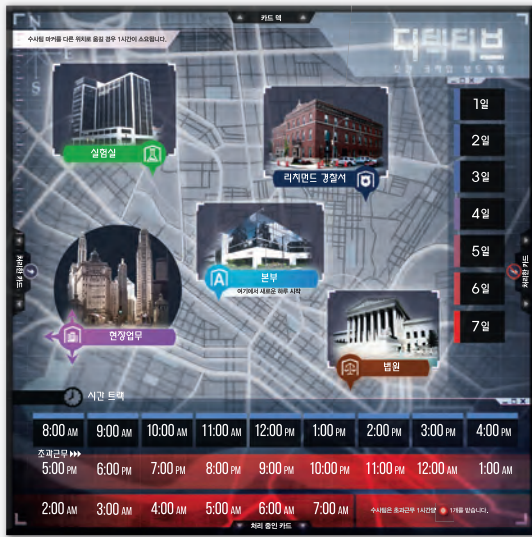 N
카드 덱
수사팀 마커를 다른 위치로 옮길 경우 1시간이 소요됩니다.
디텍티브
S
1일
2일
3일
4일
5일
6일
7일
실험실
리치먼드 경찰서
A
본부
여기에서 새로운 하루 시작
현장업무
법원
처리한 카드
처리한 카드
시간 트랙
8:00 AM 9:00 AM 10:00 AM 11:00 AM 12:00 PM 1:00 PM 2:00 PM 3:00 PM 4:00 PM
초과근무
5:00 PM 6:00 PM 7:00 PM 8:00 PM 9:00 PM 10:00 PM 11:00 PM 12:00 AM 1:00 AM
2:00 AM 3:00 AM 4:00 AM 5:00 AM 6:00 AM 7:00 AM
수사팀은 초과근무 1시간당 1개를 받습니다.
처리 중인 카드